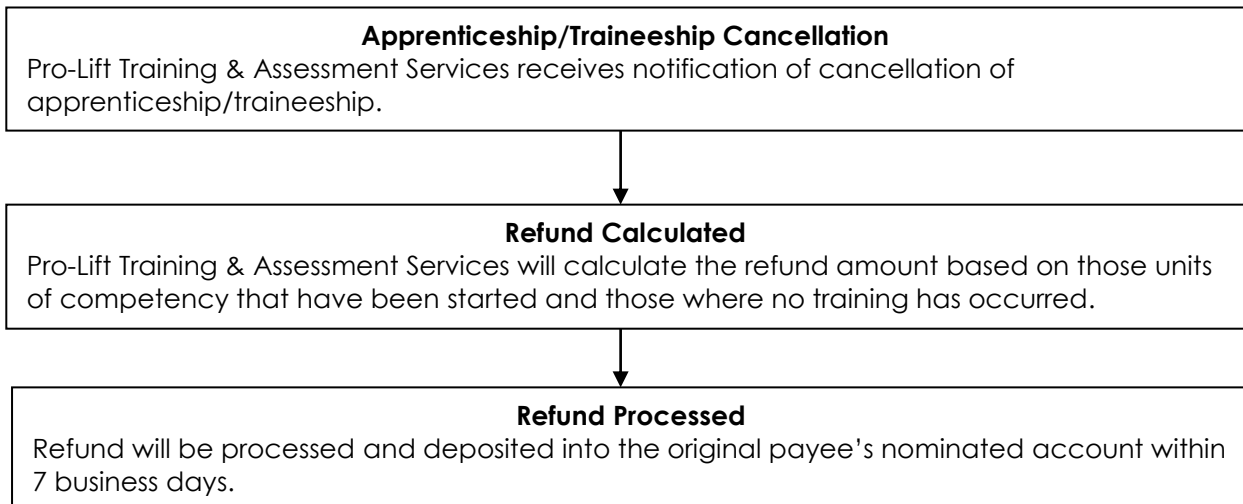 Apprenticeship/Traineeship Cancellation
Pro-Lift Training & Assessment Services receives notification of cancellation of
apprenticeship/traineeship.
Refund Calculated
Pro-Lift Training & Assessment Services will calculate the refund amount based on those units
of competency that have been started and those where no training has occurred.
Refund Processed
Refund will be processed and deposited into the original payee’s nominated account within
7 business days.